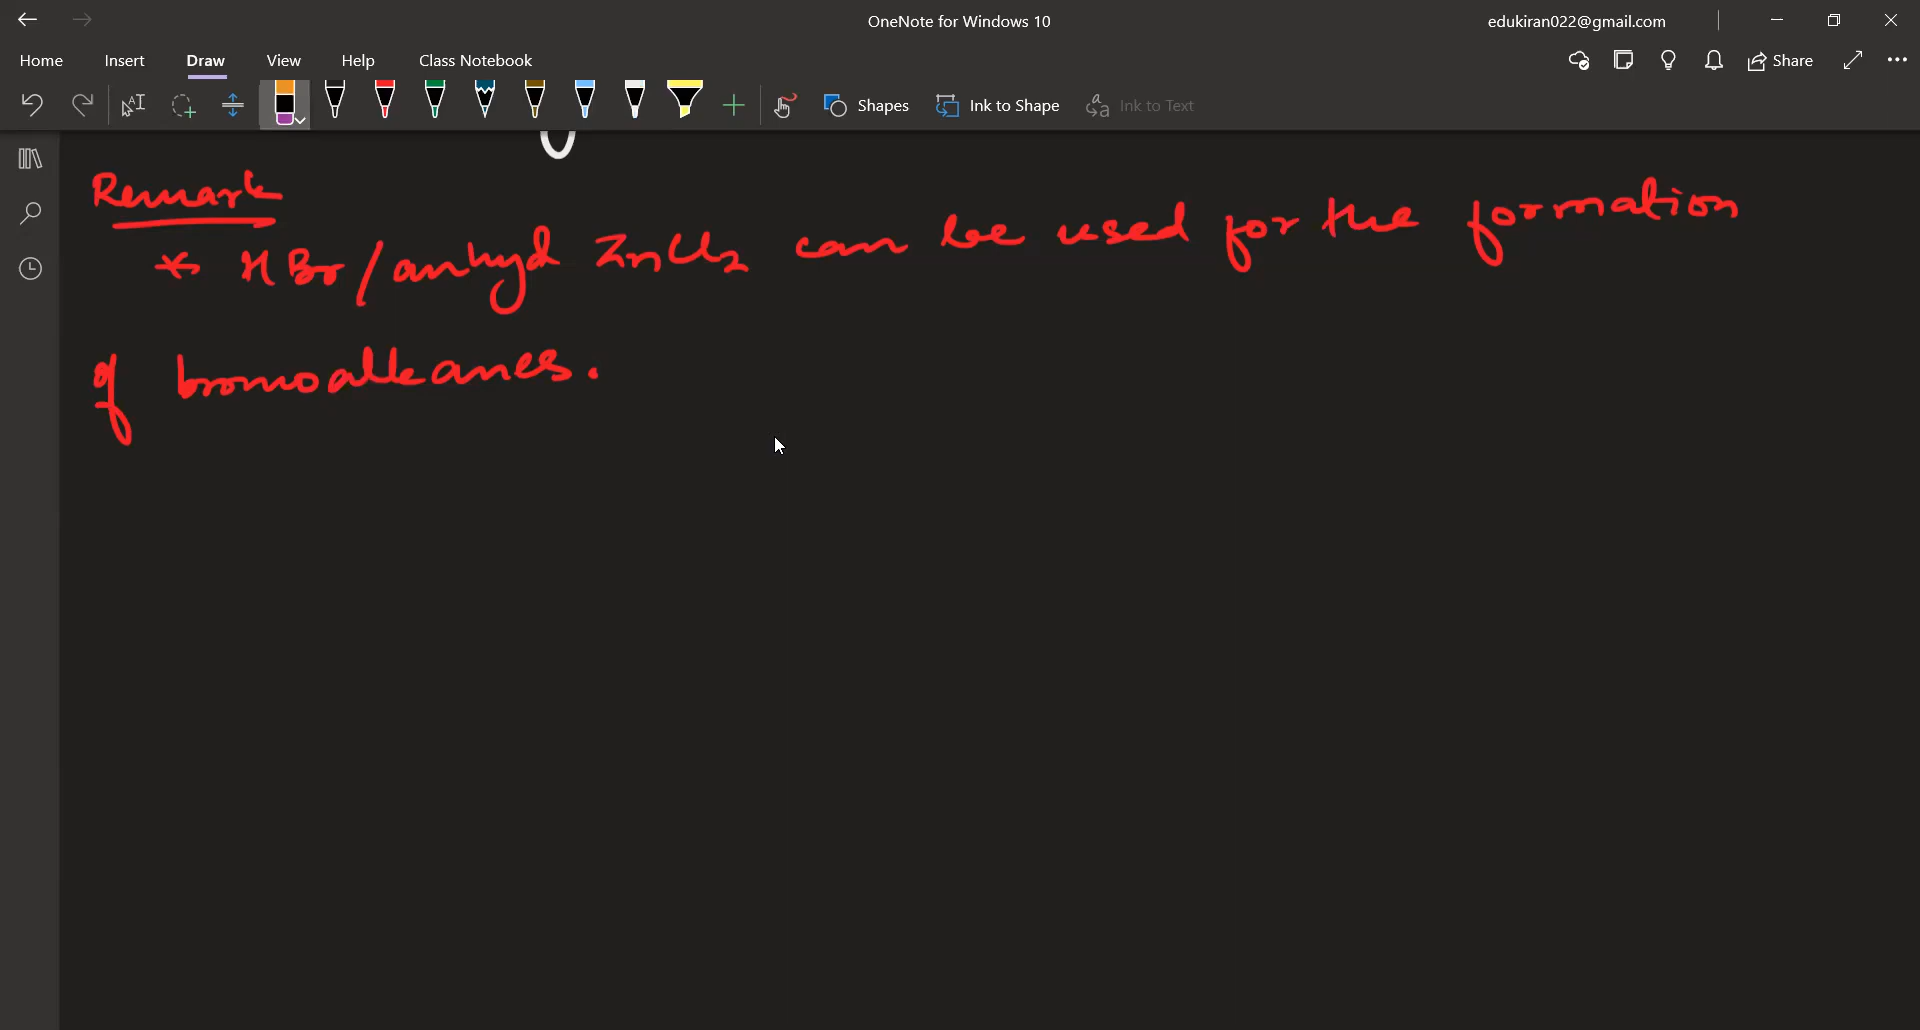 OneNote for Windows 10
edukiran022@gmail.com
Home Insert Draw View Help Class Notebook
Share
Shapes Ink to Shape Ink to Text
Remark
* HBr/anhyd ZnCl2 can be used for the formation
of bromoalkanes.